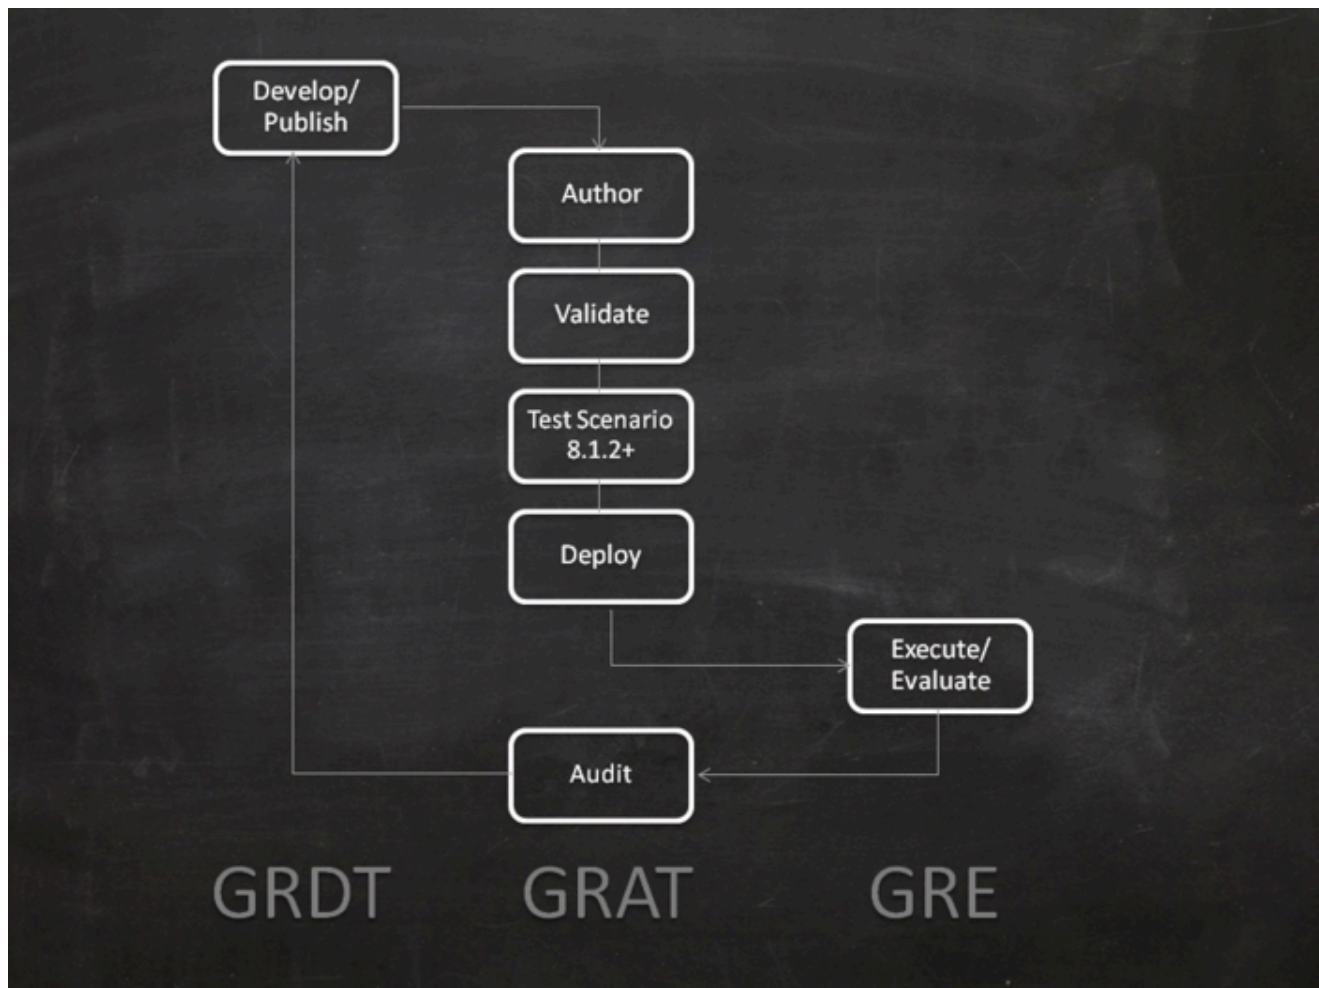 Develop/
Publish
Author
Validate
Test Scenario
8.1.2+
Deploy
Execute/
Evaluate
Audit
GRDT
GRAT
GRE